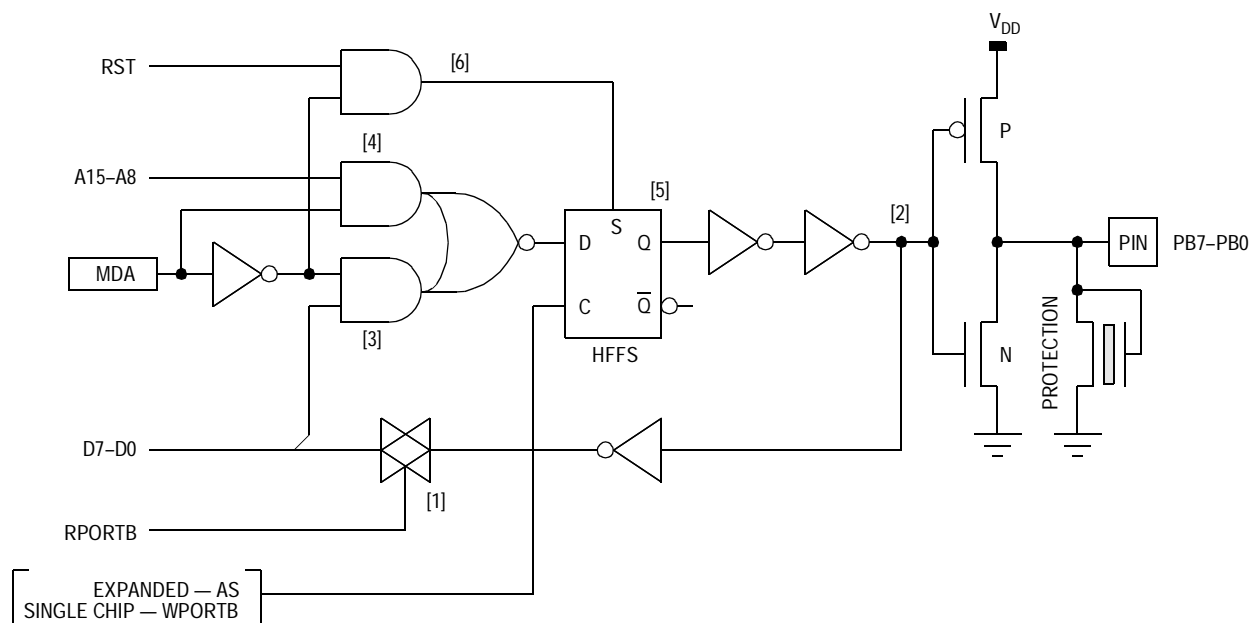 V_DD
RST
[6]
P
[4]
A15–A8
[5]
[2]
S
D
Q
PIN
PB7–PB0
MDA
C
Q̅
[3]
HFFS
N
PROTECTION
D7–D0
[1]
RPORTB
EXPANDED — AS
SINGLE CHIP — WPORTB